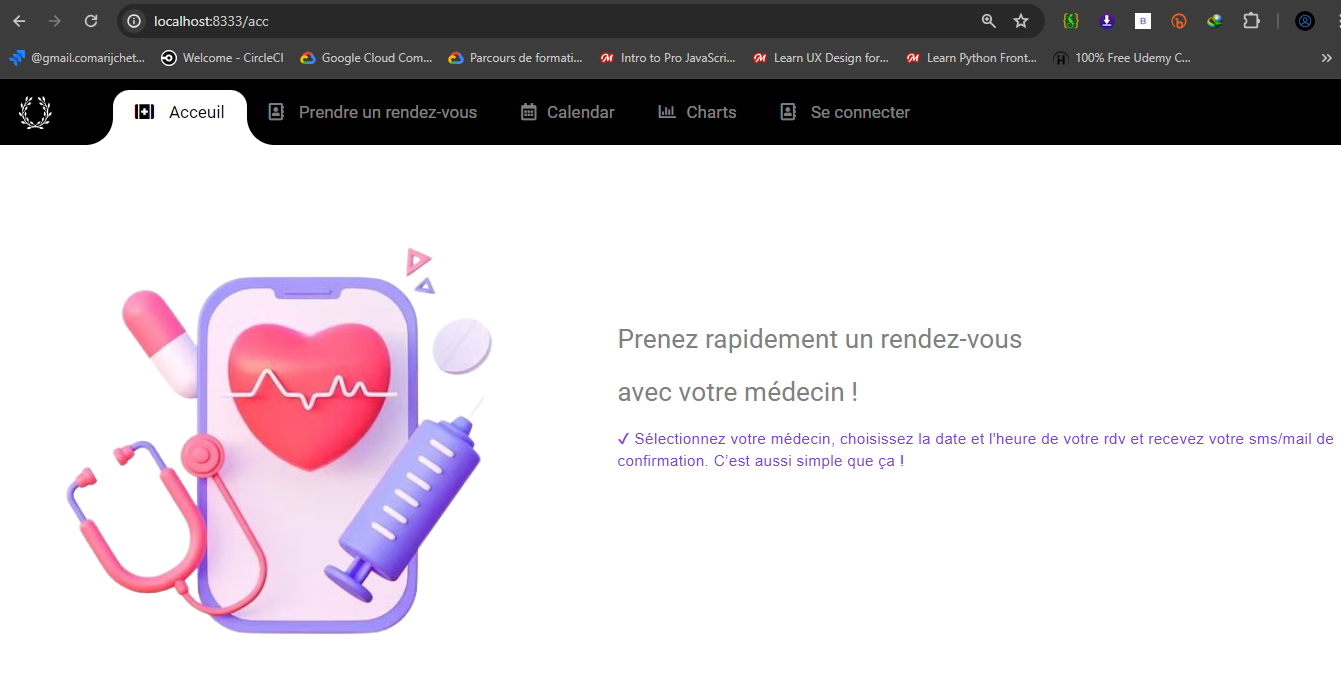 localhost:8333/acc
@gmail.comarijchet...
Welcome - CircleCI
Google Cloud Com...
Parcours de formati...
Intro to Pro JavaScri...
Learn UX Design for...
Learn Python Front...
100% Free Udemy C...
Acceuil
Prendre un rendez-vous
Calendar
Charts
Se connecter
Prenez rapidement un rendez-vous
avec votre médecin !
✓ Sélectionnez votre médecin, choisissez la date et l'heure de votre rdv et recevez votre sms/mail de
confirmation. C’est aussi simple que ça !